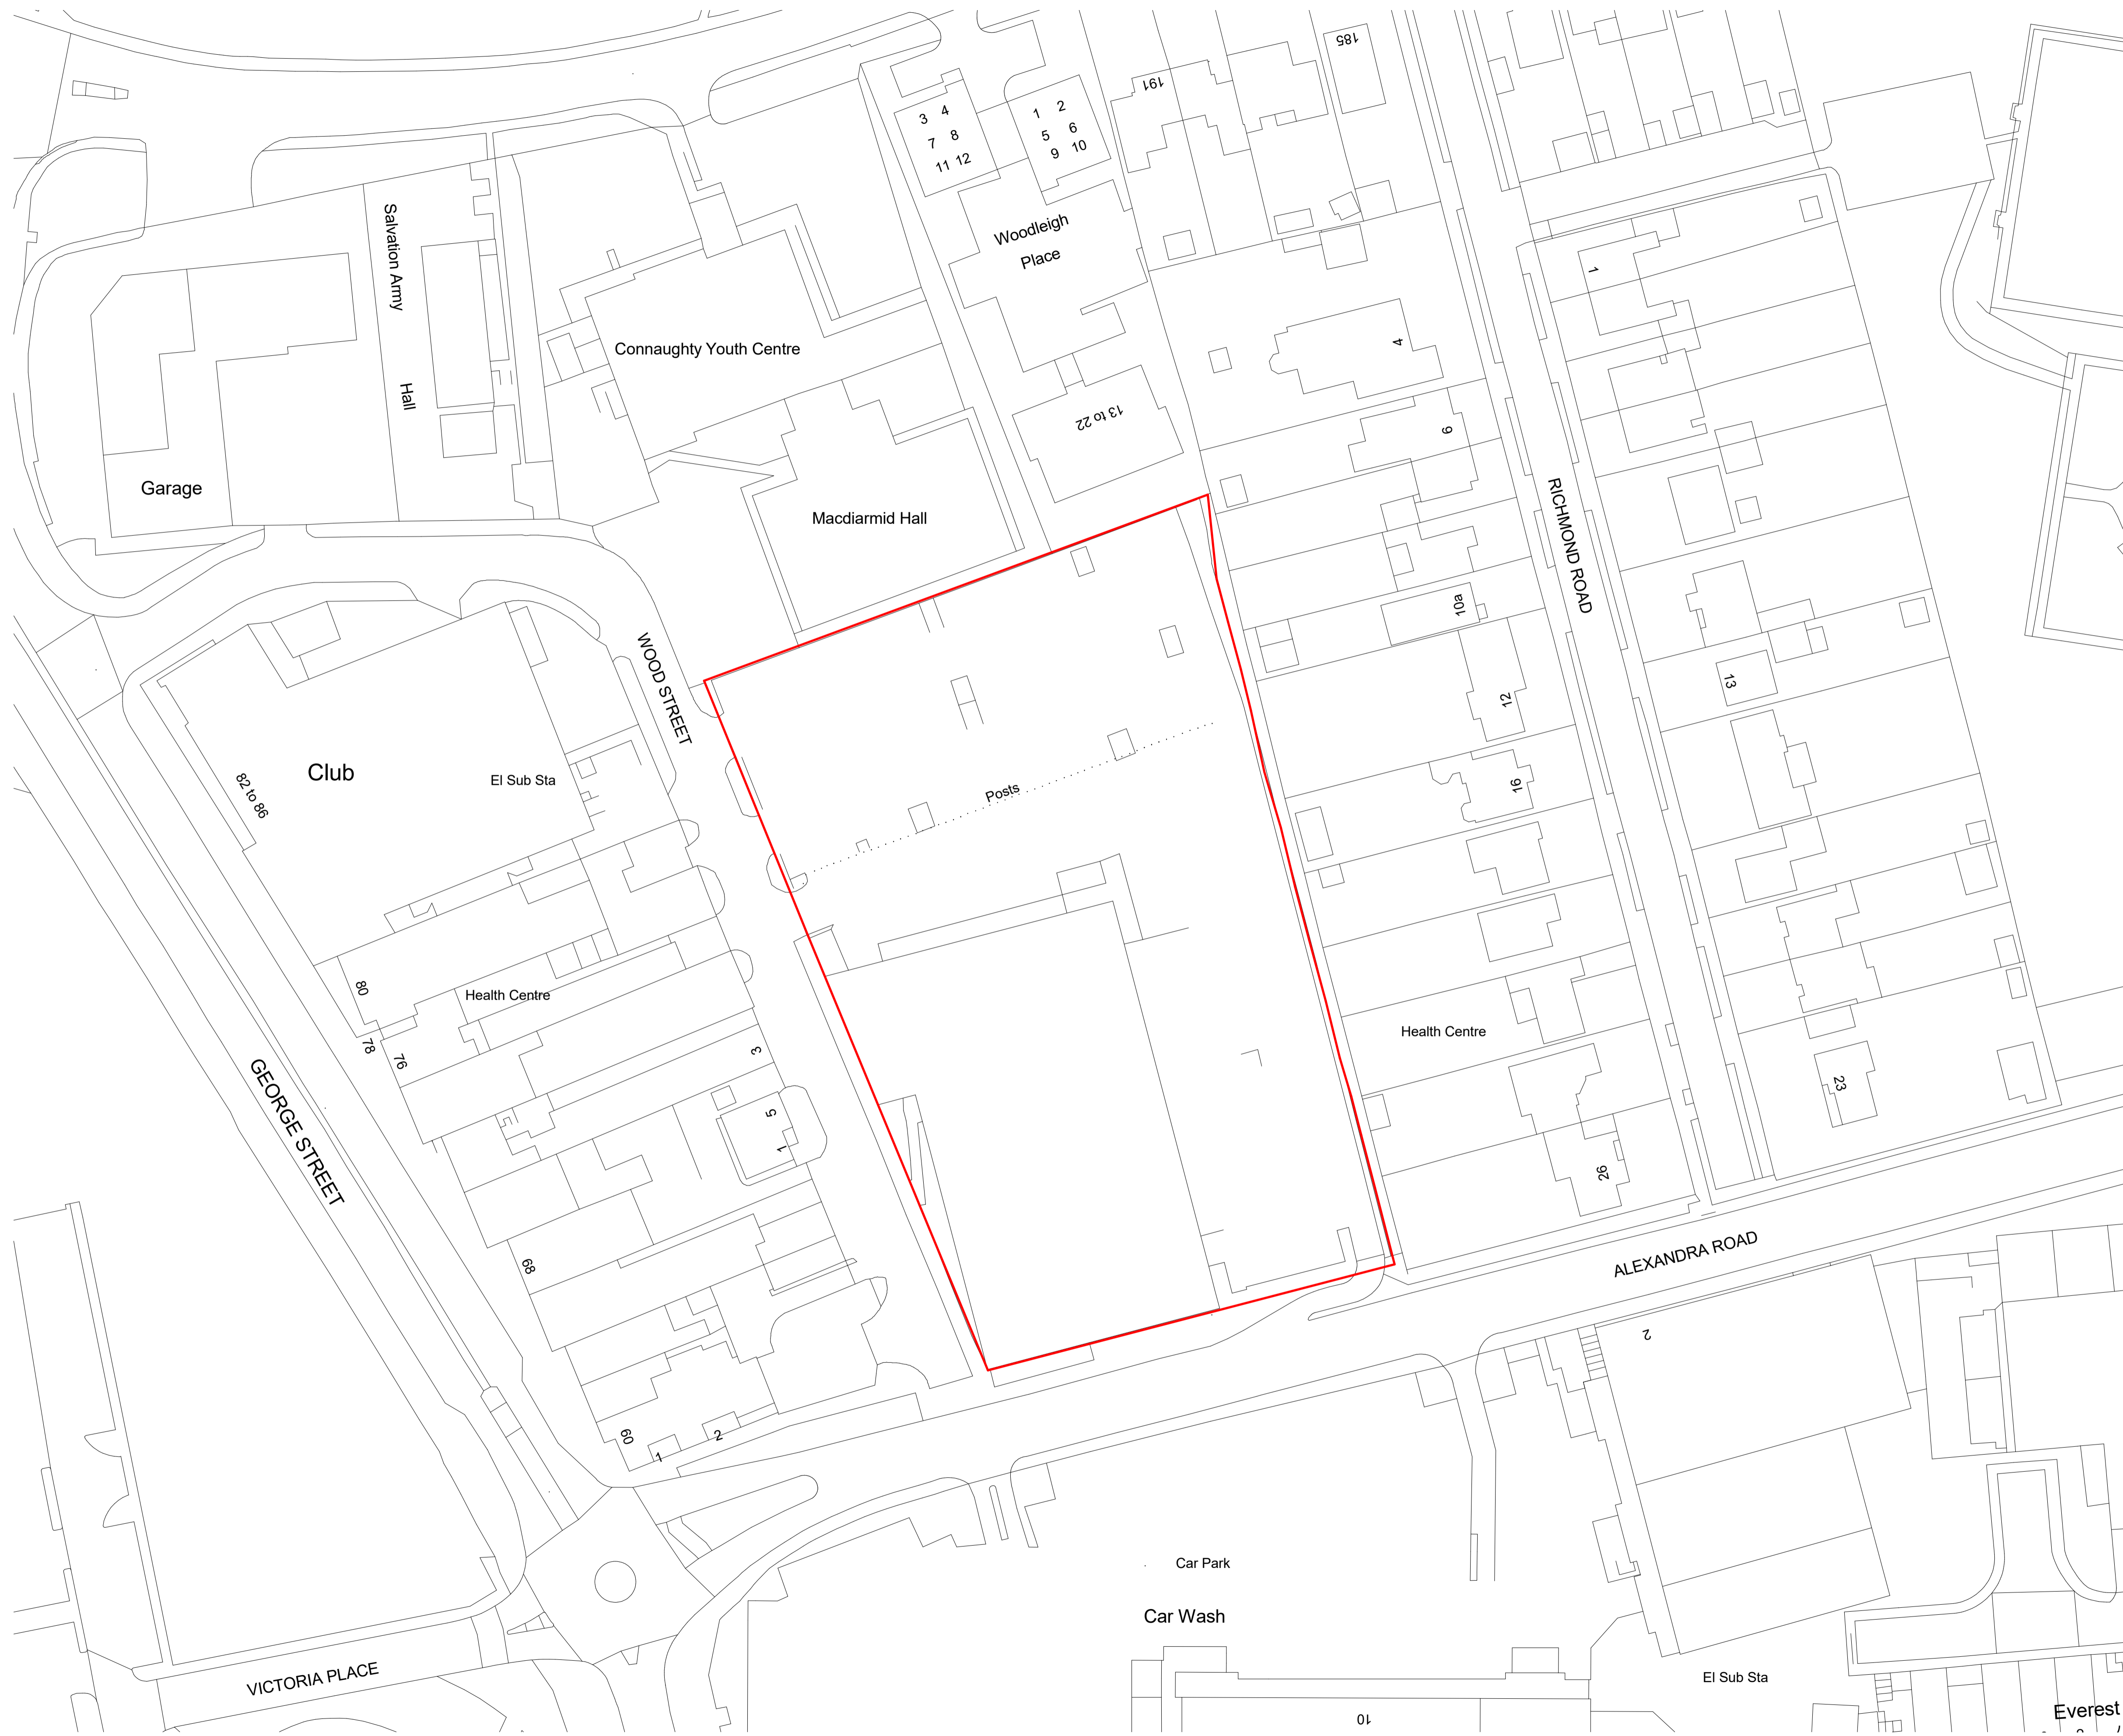 185
191
3 4
1 2
7 8
5 6
11 12
9 10
Salvation Army
Hall
Woodleigh
Place
1
Connaughty Youth Centre
4
13 to 22
6
Garage
Macdiarmid Hall
RICHMOND ROAD
10a
WOOD STREET
13
12
Club
El Sub Sta
82 to 86
Posts
16
80
Health Centre
78
76
3
Health Centre
5
1
23
GEORGE STREET
26
68
ALEXANDRA ROAD
2
60
1
2
Car Park
Car Wash
VICTORIA PLACE
El Sub Sta
10
Everest